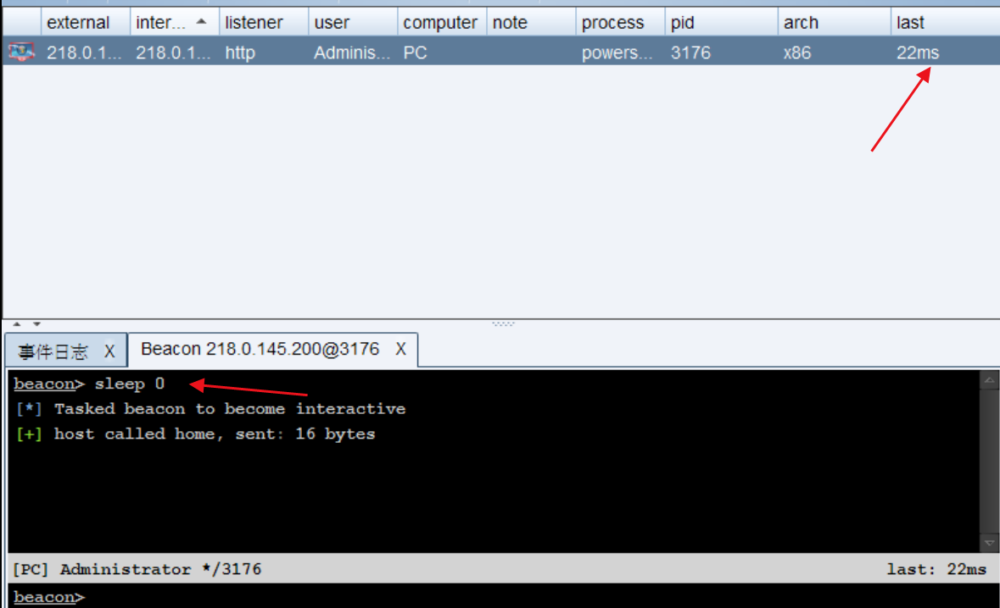 external inter... listener user computer note process pid arch last
218.0.1... 218.0.1... http Adminis... PC powers... 3176 x86 22ms
事件日志 X Beacon 218.0.145.200@3176 X
beacon> sleep 0
[*] Tasked beacon to become interactive
[+] host called home, sent: 16 bytes
[PC] Administrator */3176 last: 22ms
beacon>